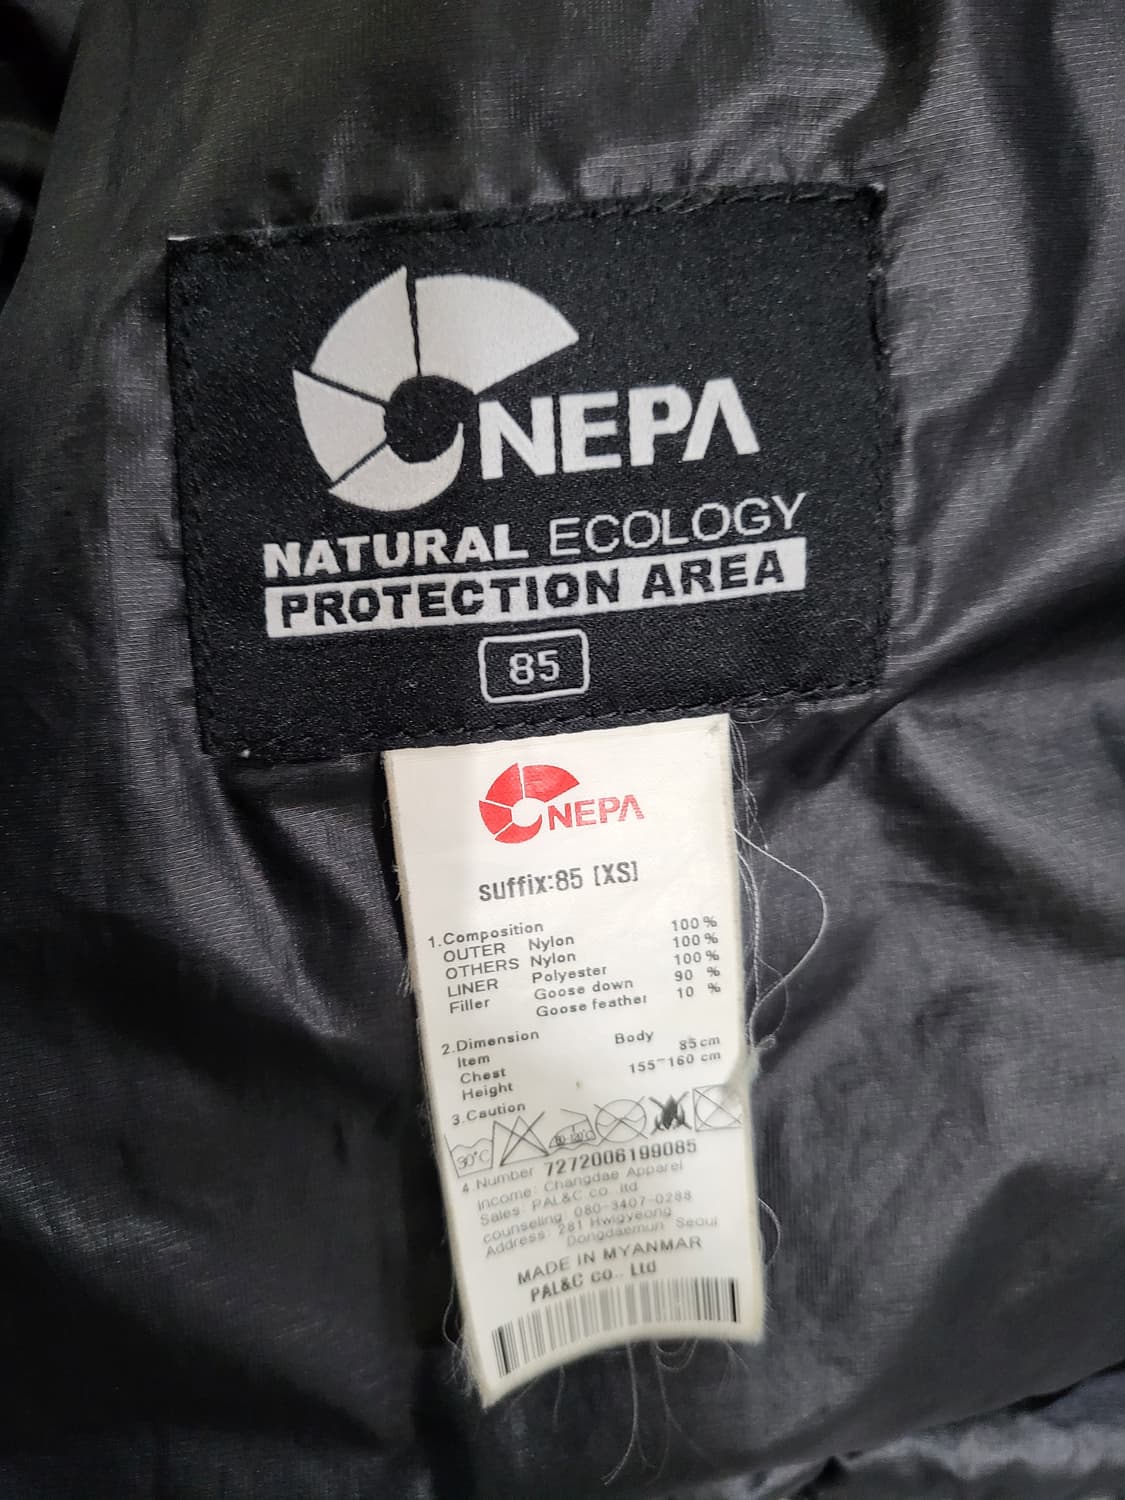 NEPA
NATURAL ECOLOGY
PROTECTION AREA
85
NEPA
suffix:85 [XS]
1.Composition
OUTER Nylon 100%
OTHERS Nylon 100%
LINER Polyester 100%
Filler Goose down 90 %
Goose feather 10 %
2.Dimension
Item Body
Chest 85cm
Height 155~160 cm
3.Caution
30°C 80-120°C
4.Number 7272006199085
Income: Changdae Apparel
Sales: PAL&C co. ltd
counseling: 080-3407-0288
Address: 281 Hwigyeong
Dongdaemun Seoul
MADE IN MYANMAR
PAL&C co.. Ltd